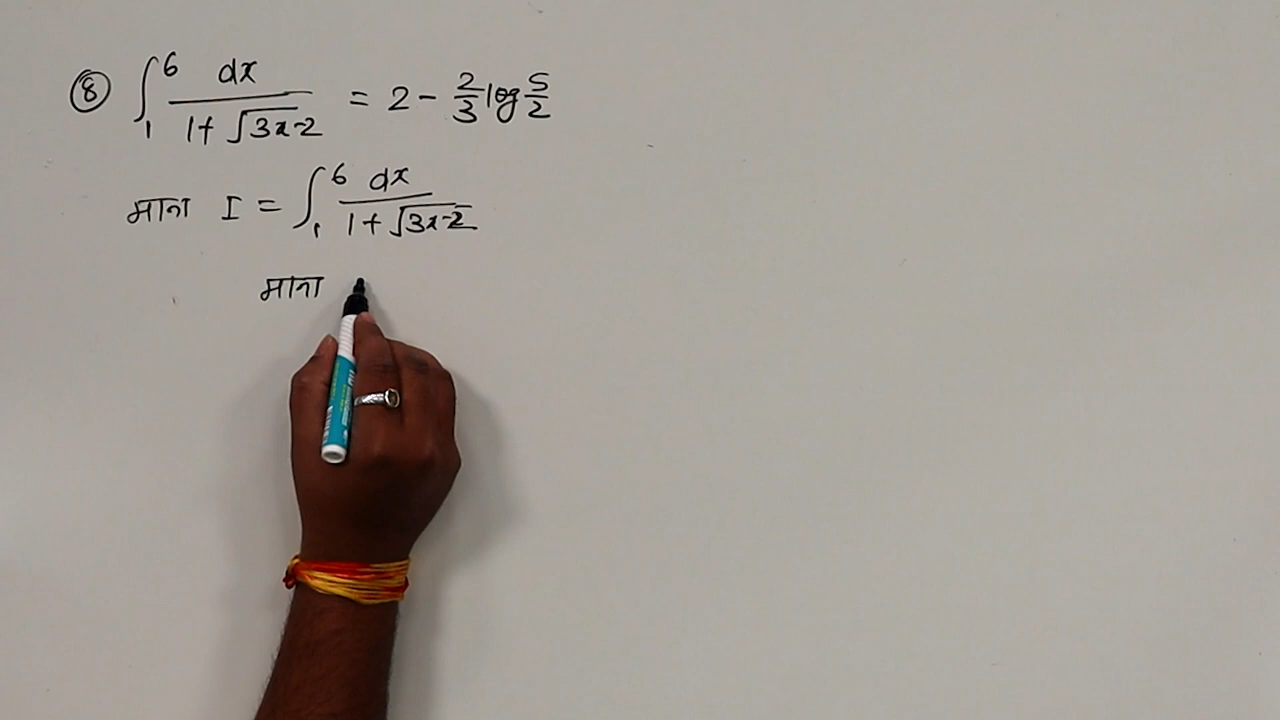 ⑧ ∫₁⁶ dx/(1+√(3x-2)) = 2 - 2/3 log 5/2
माना I = ∫₁⁶ dx/(1+√(3x-2))
माना